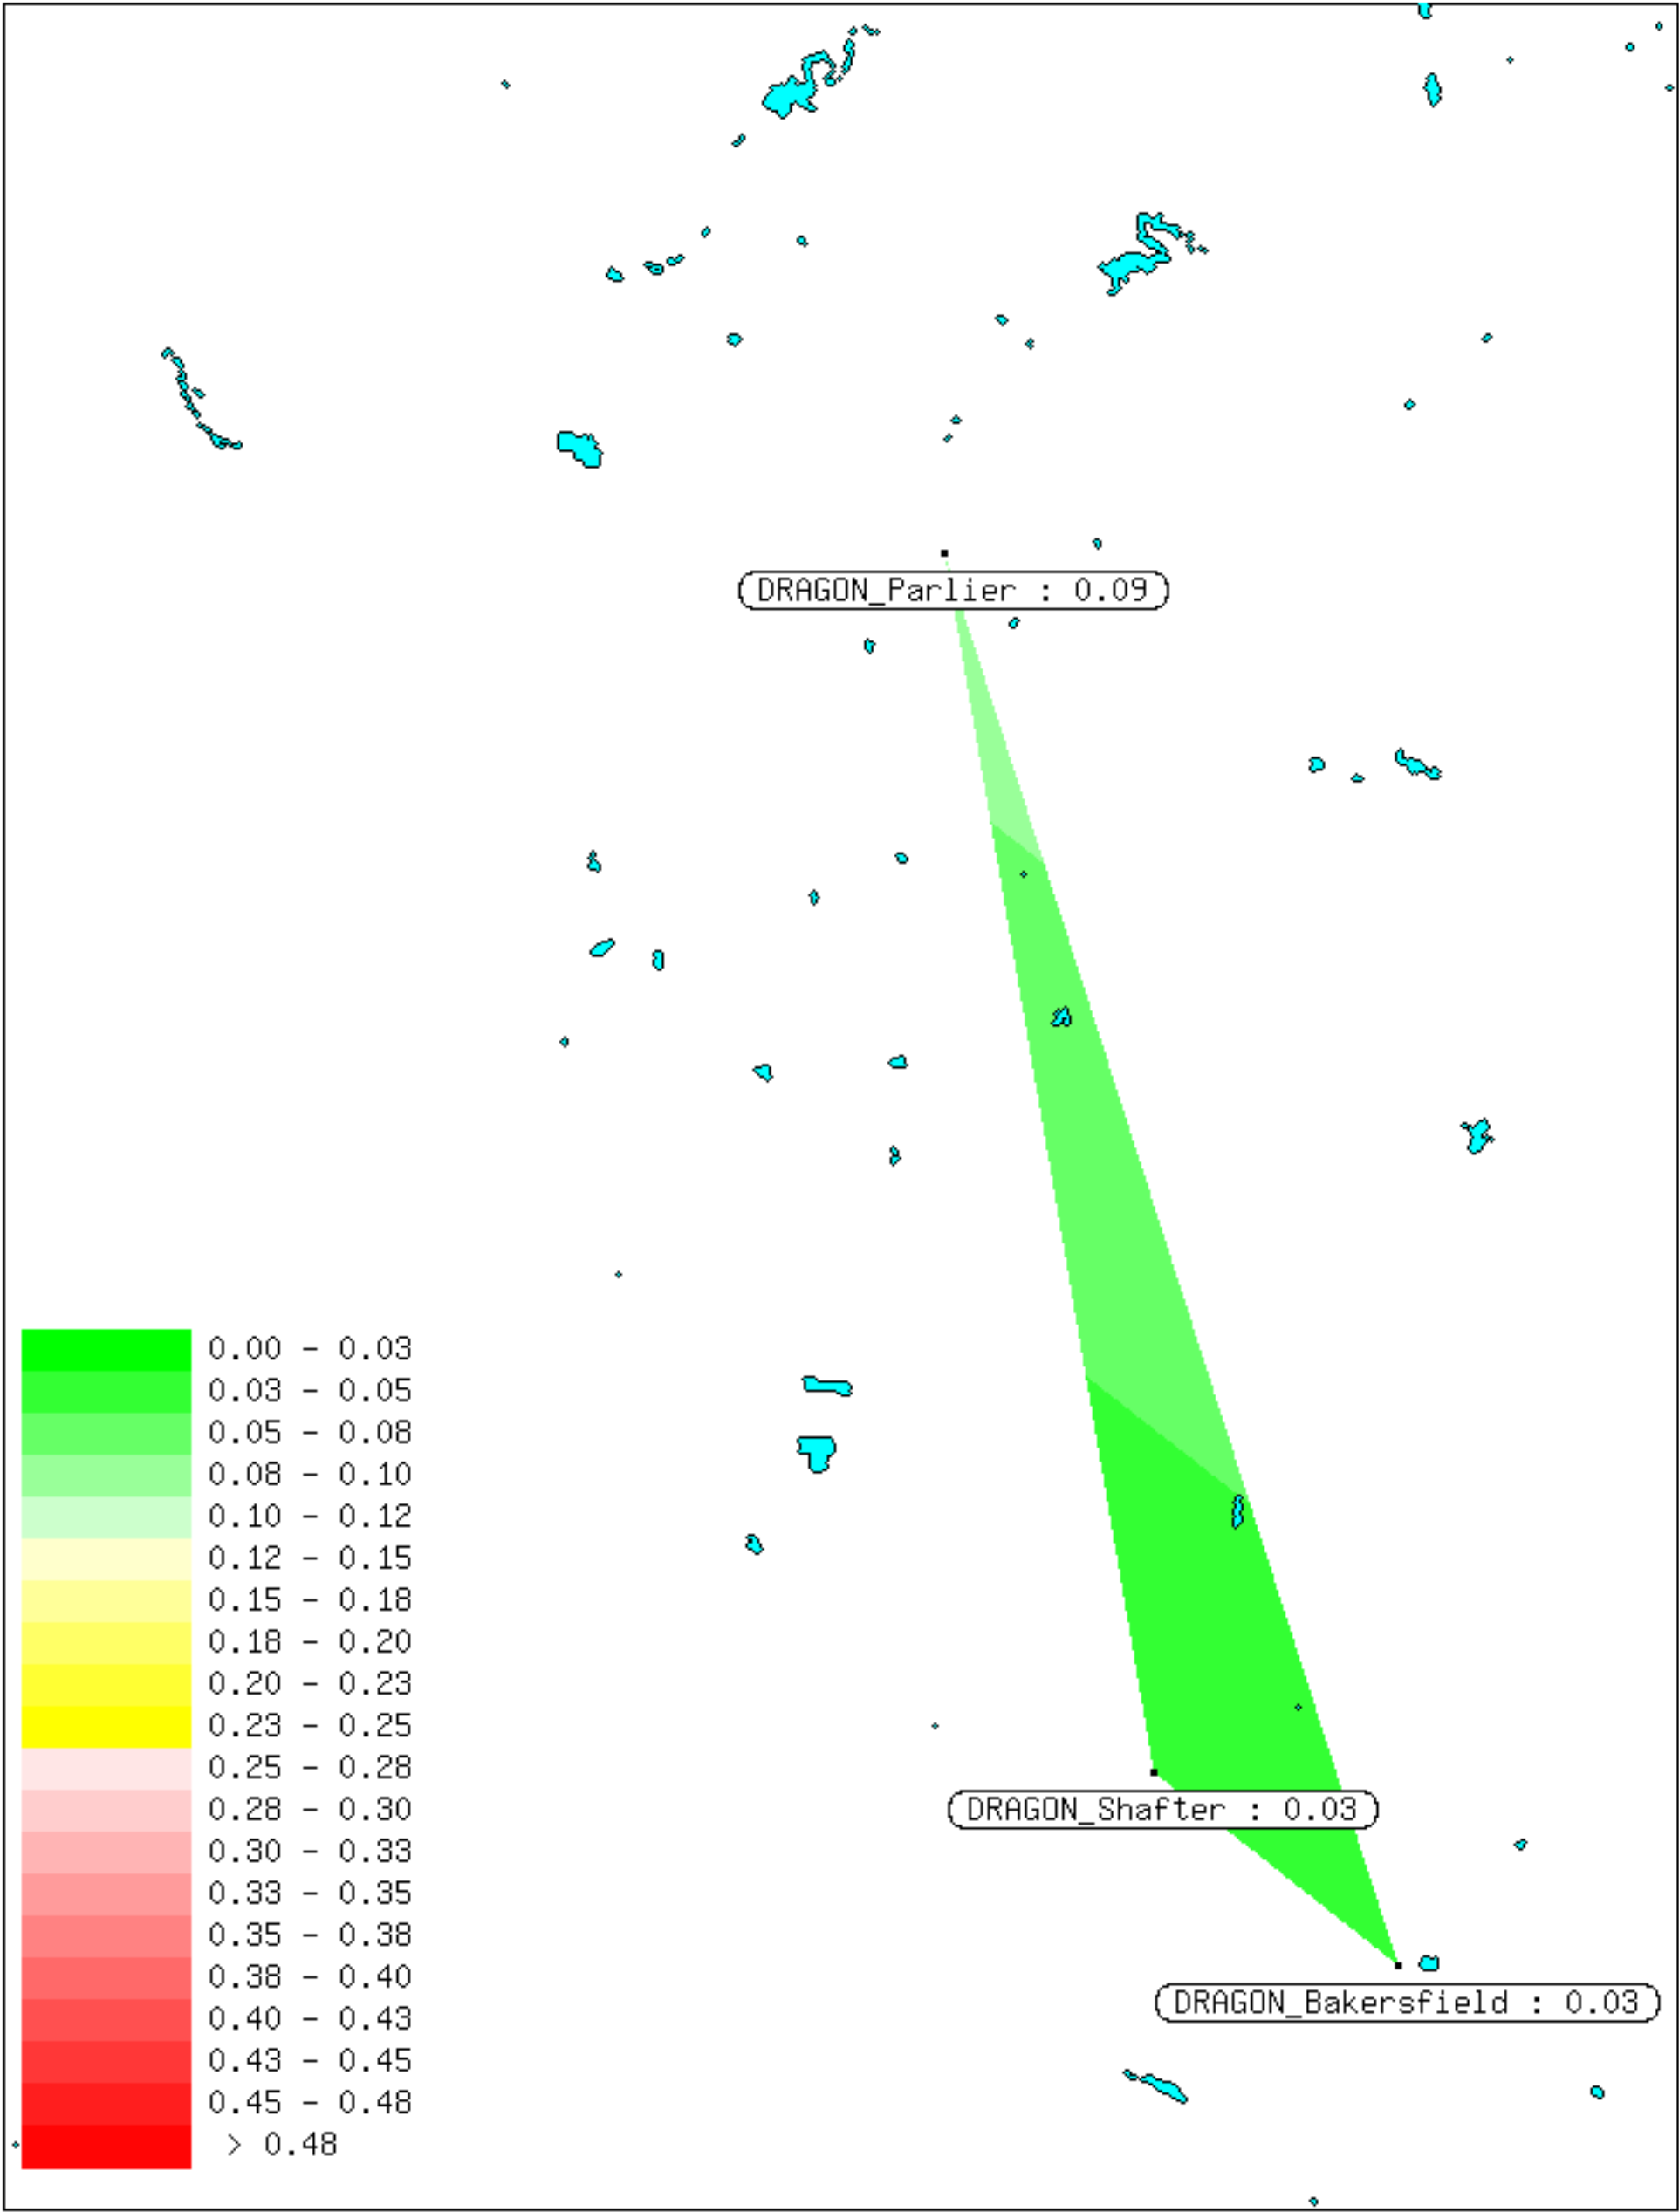 DRAGON_Parlier : 0.09
0.00 - 0.03
0.03 - 0.05
0.05 - 0.08
0.08 - 0.10
0.10 - 0.12
0.12 - 0.15
0.15 - 0.18
0.18 - 0.20
0.20 - 0.23
0.23 - 0.25
0.25 - 0.28
0.28 - 0.30
0.30 - 0.33
0.33 - 0.35
0.35 - 0.38
0.38 - 0.40
0.40 - 0.43
0.43 - 0.45
0.45 - 0.48
> 0.48
DRAGON_Shafter : 0.03
DRAGON_Bakersfield : 0.03